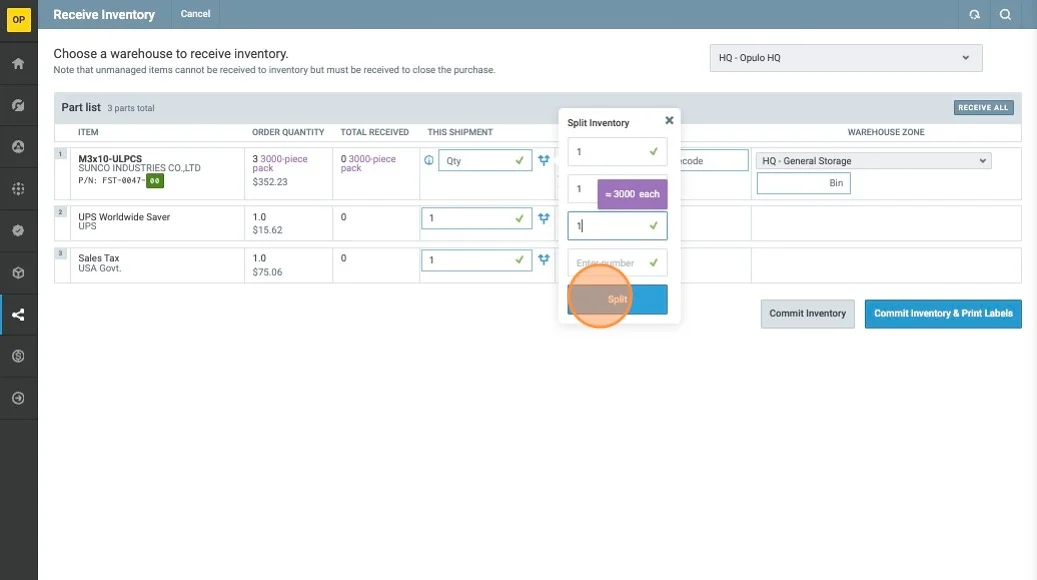 OP
Receive Inventory
Cancel
Choose a warehouse to receive inventory.
Note that unmanaged items cannot be received to inventory but must be received to close the purchase.
HQ - Opulo HQ
Part list 3 parts total
RECEIVE ALL
ITEM ORDER QUANTITY TOTAL RECEIVED THIS SHIPMENT WAREHOUSE ZONE
1
M3x10-ULPCS
SUNCO INDUSTRIES CO.,LTD
P/N: FST-0047-00
3 3000-piece
pack
$352.23
0 3000-piece
pack
Qty
ecode
HQ - General Storage
Bin
2
UPS Worldwide Saver
UPS
1.0
$15.62
0
1
3
Sales Tax
USA Govt.
1.0
$75.06
0
1
Split Inventory
1
1
= 3000 each
1
Enter number
Split
Commit Inventory
Commit Inventory & Print Labels